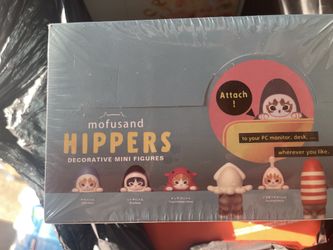 Attach
!
mofusand
HIPPERS
DECORATIVE MINI FIGURES
to your PC monitor, desk, ...
wherever you like.